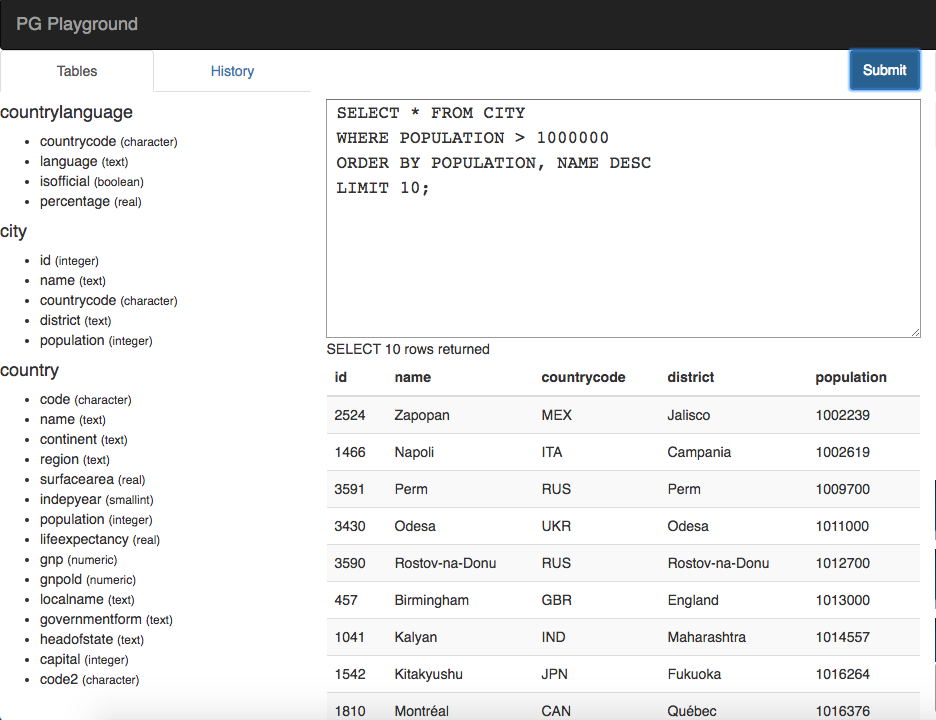 PG Playground
Tables History Submit
countrylanguage
countrycode (character)
language (text)
isofficial (boolean)
percentage (real)
city
id (integer)
name (text)
countrycode (character)
district (text)
population (integer)
country
code (character)
name (text)
continent (text)
region (text)
surfacearea (real)
indepyear (smallint)
population (integer)
lifeexpectancy (real)
gnp (numeric)
gnpold (numeric)
localname (text)
governmentform (text)
headofstate (text)
capital (integer)
code2 (character)
SELECT * FROM CITY
WHERE POPULATION > 1000000
ORDER BY POPULATION, NAME DESC
LIMIT 10;
SELECT 10 rows returned
id name countrycode district population
2524 Zapopan MEX Jalisco 1002239
1466 Napoli ITA Campania 1002619
3591 Perm RUS Perm 1009700
3430 Odesa UKR Odesa 1011000
3590 Rostov-na-Donu RUS Rostov-na-Donu 1012700
457 Birmingham GBR England 1013000
1041 Kalyan IND Maharashtra 1014557
1542 Kitakyushu JPN Fukuoka 1016264
1810 Montréal CAN Québec 1016376